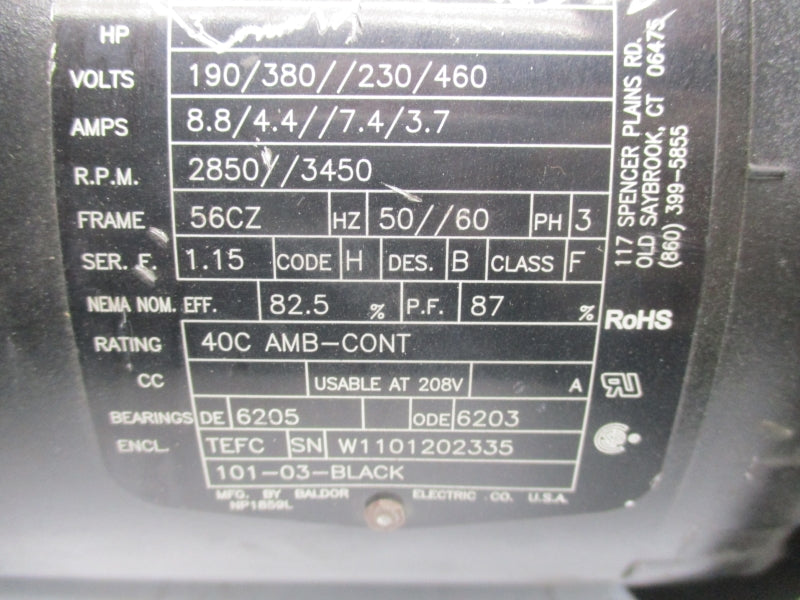 HP 3
VOLTS 190/380//230/460
AMPS 8.8/4.4//7.4/3.7
R.P.M. 2850//3450
FRAME 56CZ HZ 50//60 PH 3
SER. F. 1.15 CODE H DES. B CLASS F
NEMA NOM. EFF. 82.5 % P.F. 87 %
RATING 40C AMB-CONT
CC USABLE AT 208V A
BEARINGS DE 6205 ODE 6203
ENCL. TEFC SN W1101202335
101-03-BLACK
MFG. BY BALDOR ELECTRIC CO. U.S.A.
NP1859L
117 SPENCER PLAINS RD.
OLD SAYBROOK, CT 06475
(860) 399-5855
RoHS